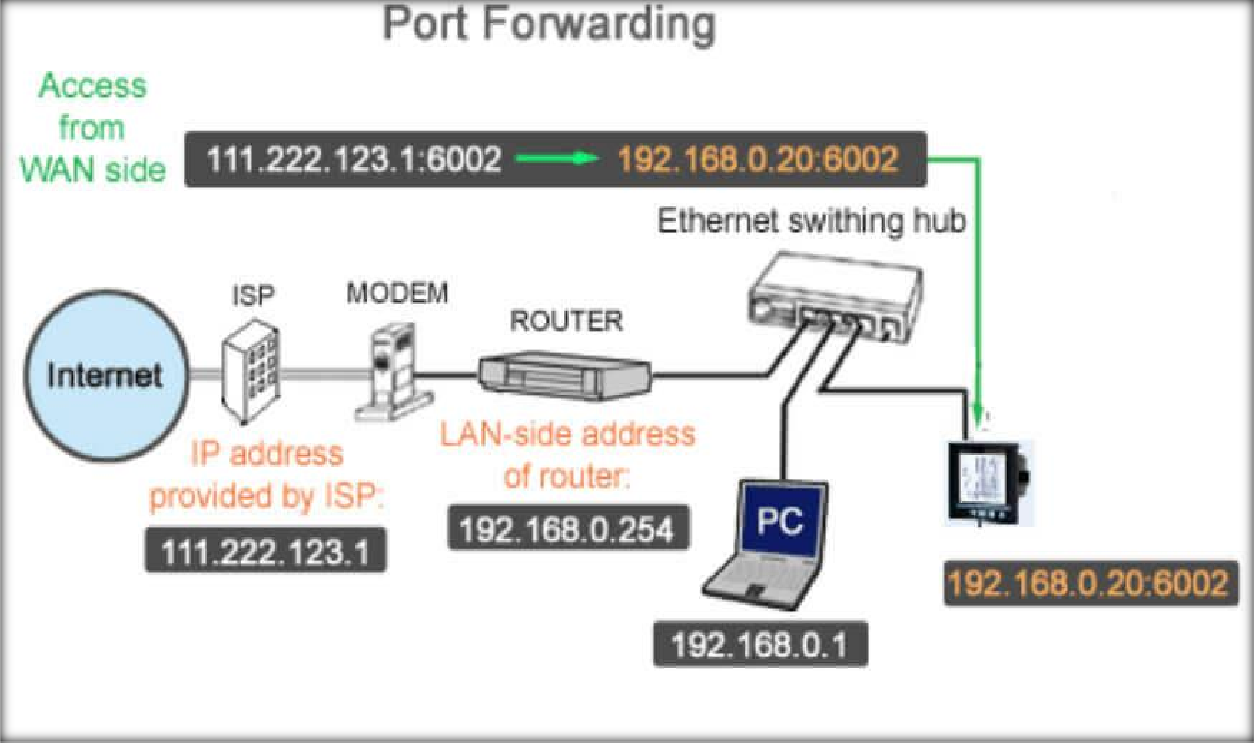 Port Forwarding
Access
from
WAN side
111.222.123.1:6002 192.168.0.20:6002
Ethernet swithing hub
ISP
MODEM
ROUTER
Internet
IP address
provided by ISP:
111.222.123.1
LAN-side address
of router:
192.168.0.254
PC
192.168.0.1
192.168.0.20:6002